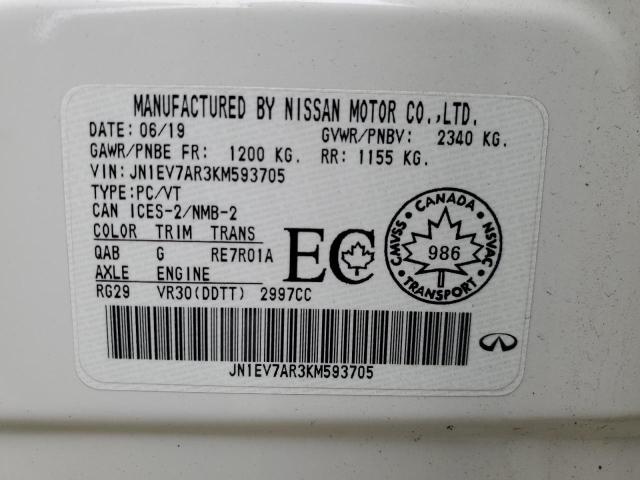 MANUFACTURED BY NISSAN MOTOR CO.,LTD.
DATE: 06/19 GVWR/PNBV: 2340 KG.
GAWR/PNBE FR: 1200 KG. RR: 1155 KG.
VIN: JN1EV7AR3KM593705
TYPE: PC/VT
CAN ICES-2/NMB-2
COLOR TRIM TRANS
QAB G RE7R01A
AXLE ENGINE
RG29 VR30(DDTT) 2997CC
EC
CANADA
CMVSS NSVAC
986
TRANSPORT
JN1EV7AR3KM593705